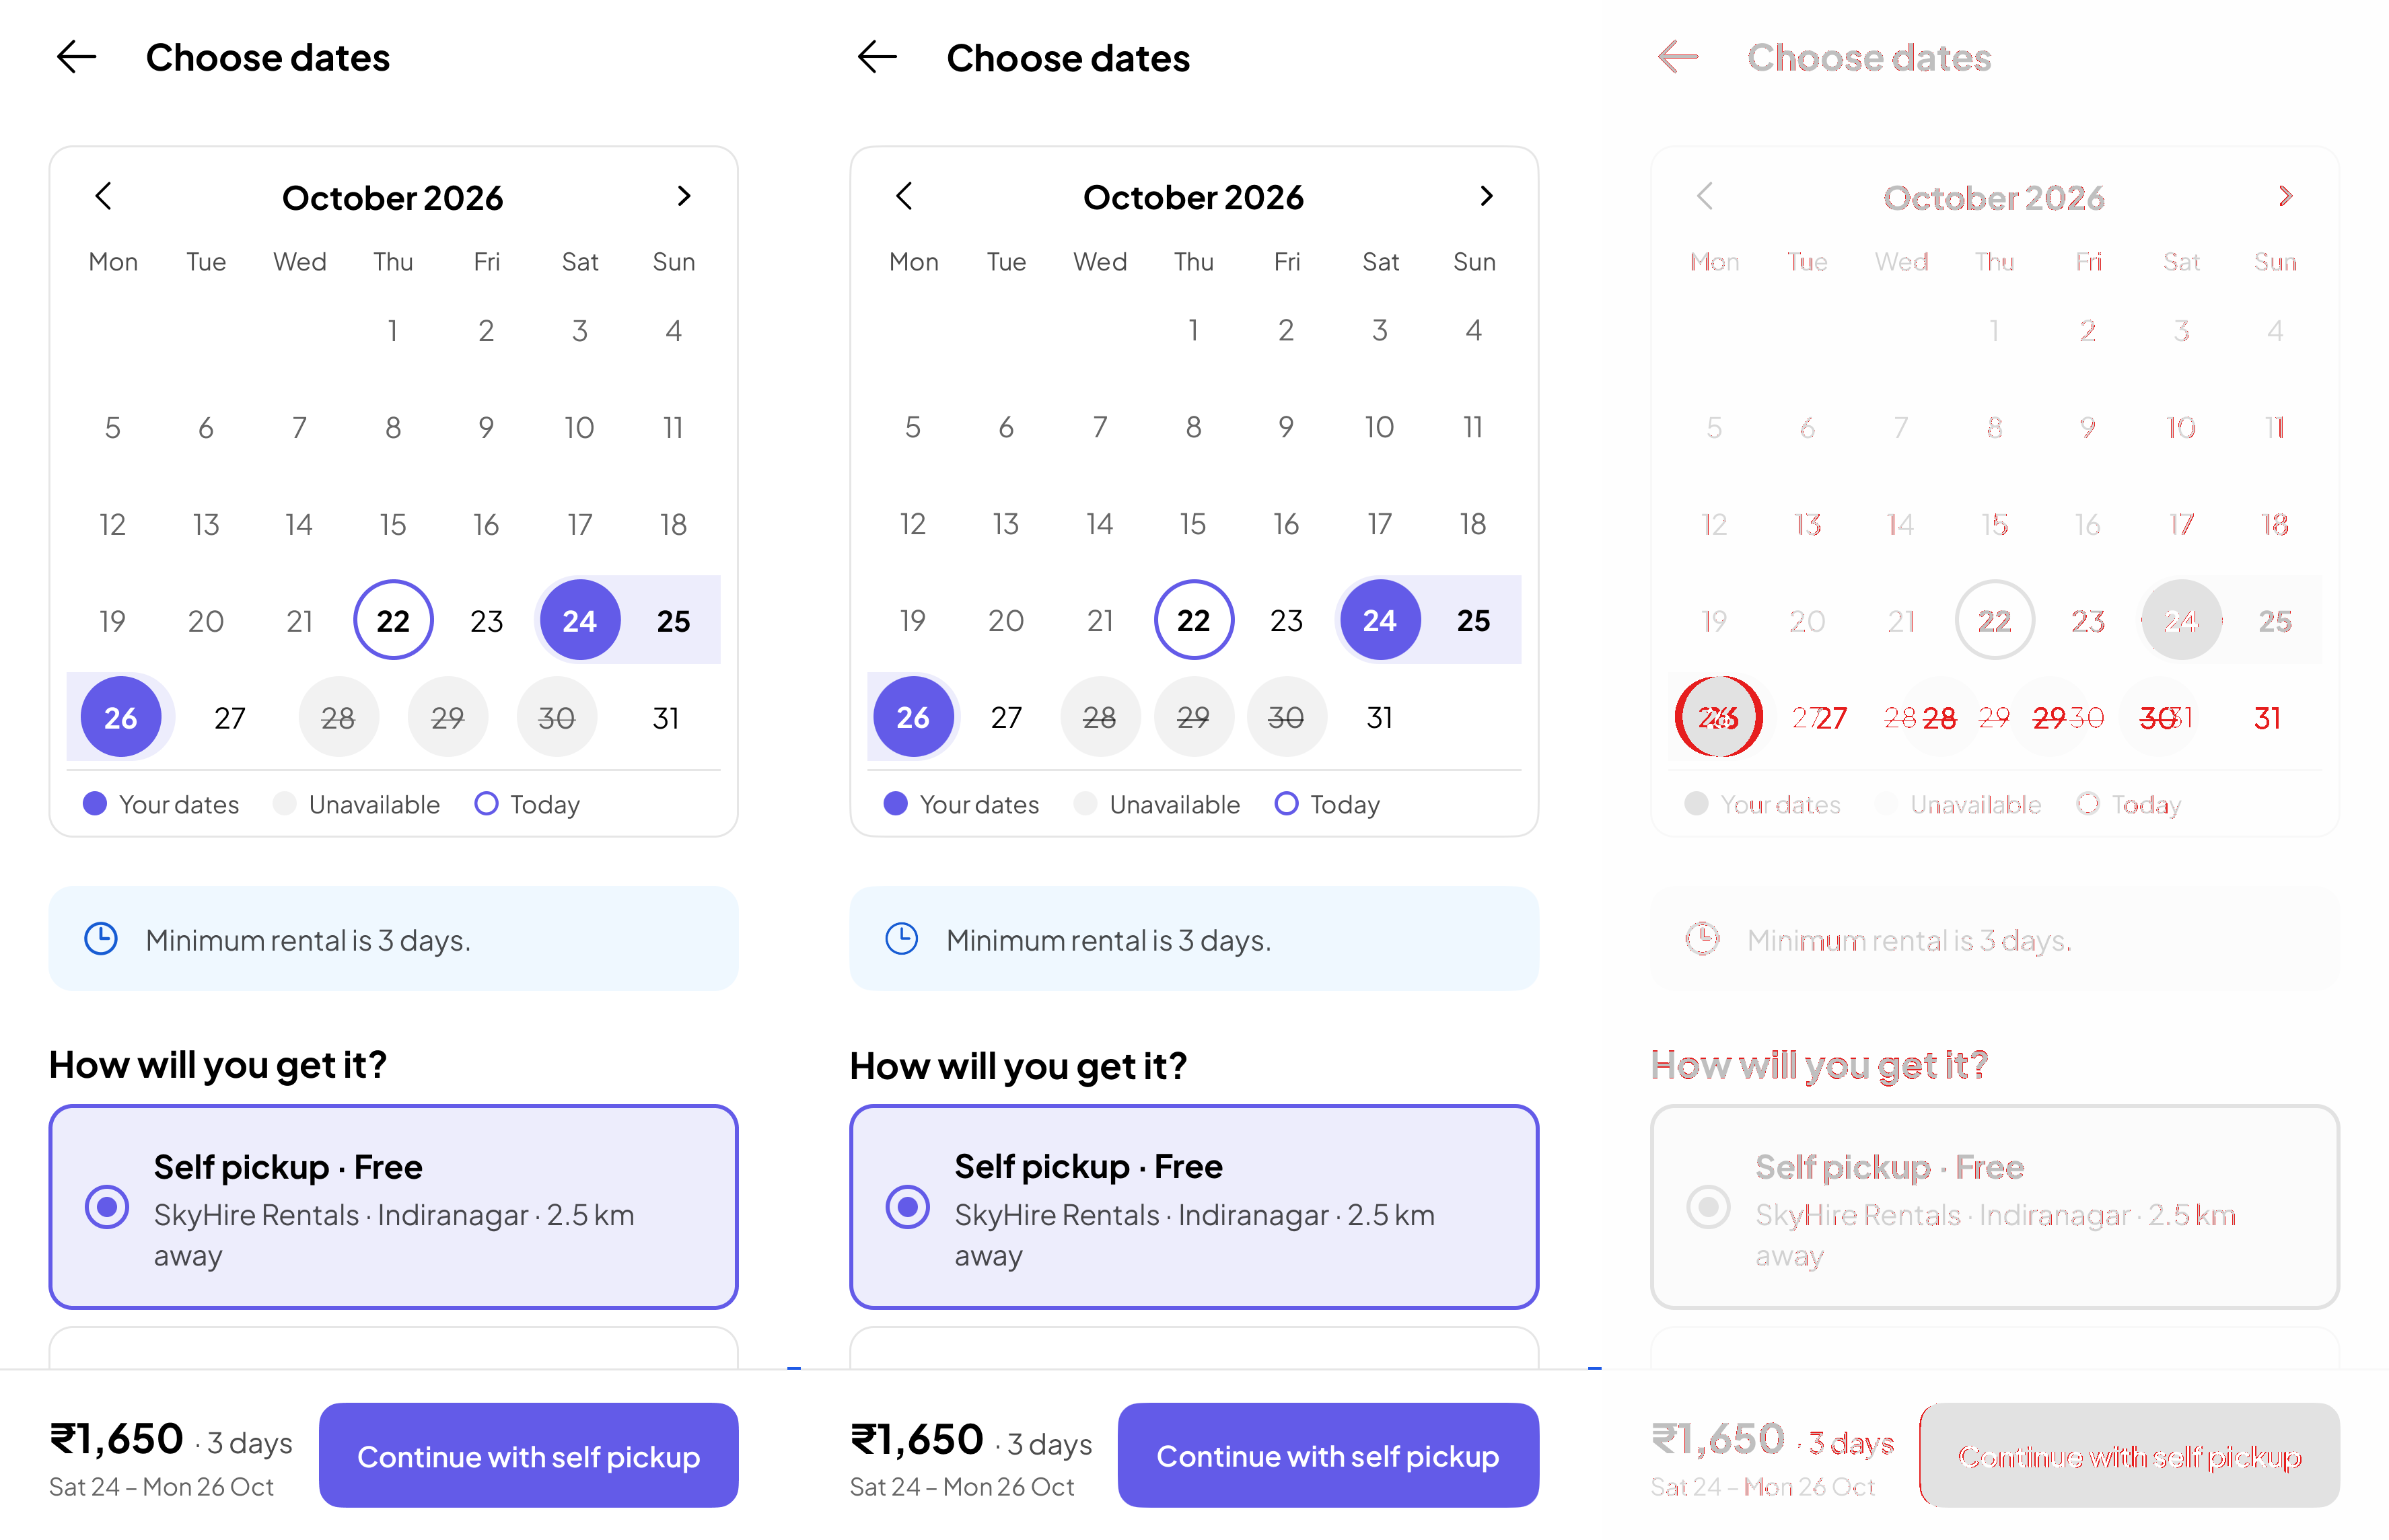 Choose dates
October 2026
Mon Tue Wed Thu Fri Sat Sun
1 2 3 4
5 6 7 8 9 10 11
12 13 14 15 16 17 18
19 20 21 22 23 24 25
26 27 28 29 30 31
Your dates Unavailable Today
Minimum rental is 3 days.
How will you get it?
Self pickup · Free
SkyHire Rentals · Indiranagar · 2.5 km
away
₹1,650 · 3 days
Sat 24 – Mon 26 Oct
Continue with self pickup
Choose dates
October 2026
Mon Tue Wed Thu Fri Sat Sun
1 2 3 4
5 6 7 8 9 10 11
12 13 14 15 16 17 18
19 20 21 22 23 24 25
26 27 28 29 30 31
Your dates Unavailable Today
Minimum rental is 3 days.
How will you get it?
Self pickup · Free
SkyHire Rentals · Indiranagar · 2.5 km
away
₹1,650 · 3 days
Sat 24 – Mon 26 Oct
Continue with self pickup
Choose dates
October 2026
Mon Tue Wed Thu Fri Sat Sun
1 2 3 4
5 6 7 8 9 10 11
12 13 14 15 16 17 18
19 20 21 22 23 24 25
27 27 28 28 29 29 30 30 31 31
Your dates Unavailable Today
Minimum rental is 3 days.
How will you get it?
Self pickup · Free
SkyHire Rentals · Indiranagar · 2.5 km
away
₹1,650 · 3 days
Sat 24 – Mon 26 Oct
Continue with self pickup